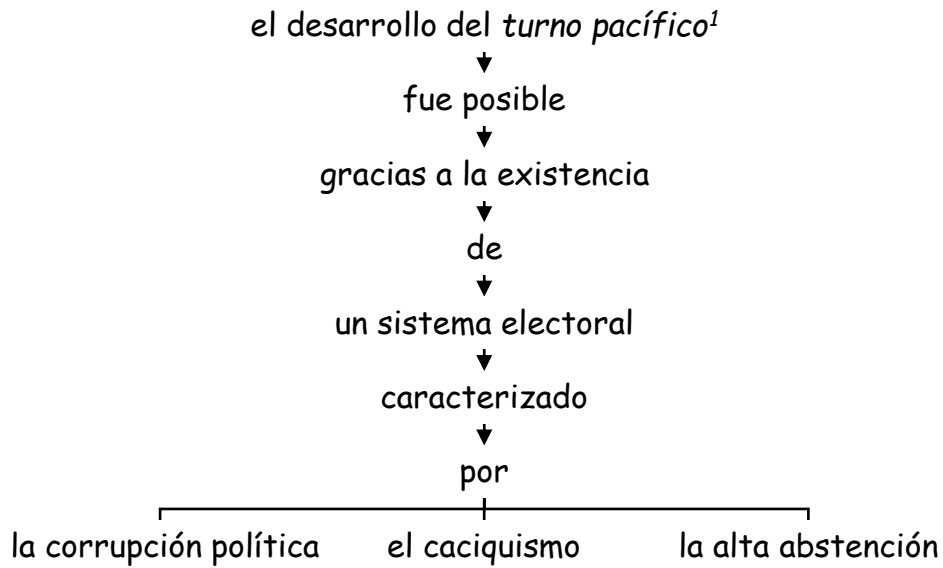 el desarrollo del turno pacífico¹
fue posible
gracias a la existencia
de
un sistema electoral
caracterizado
por
la corrupción política el caciquismo la alta abstención